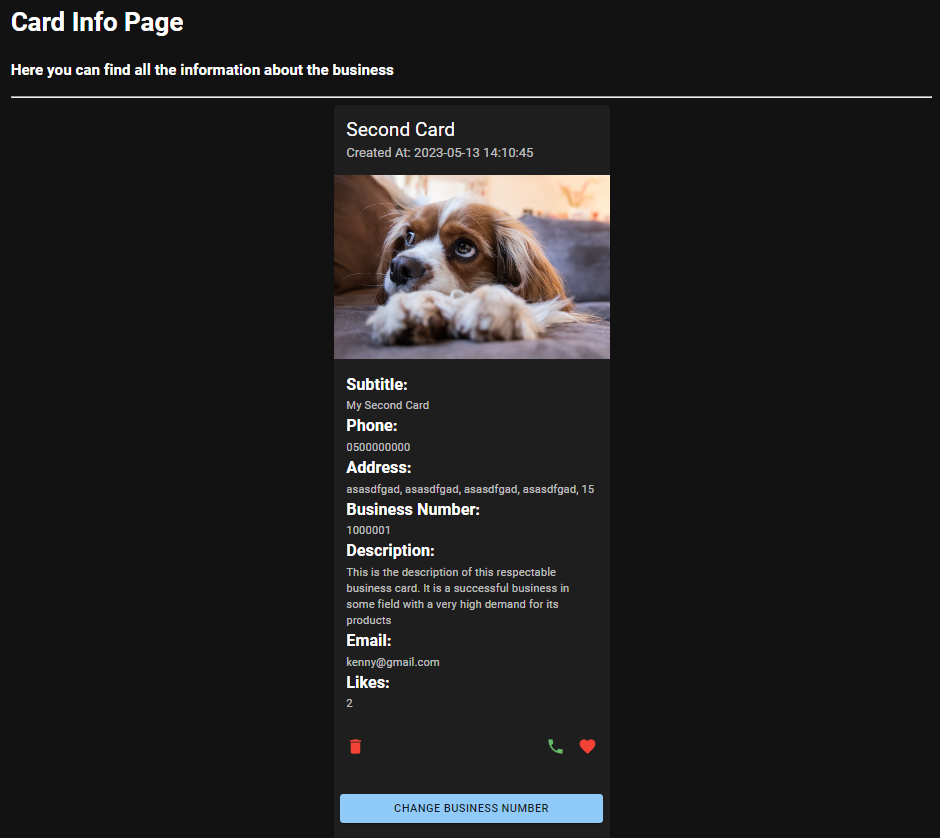 Card Info Page
Here you can find all the information about the business
Second Card
Created At: 2023-05-13 14:10:45
Subtitle:
My Second Card
Phone:
0500000000
Address:
asasdfgad, asasdfgad, asasdfgad, asasdfgad, 15
Business Number:
1000001
Description:
This is the description of this respectable
business card. It is a successful business in
some field with a very high demand for its
products
Email:
kenny@gmail.com
Likes:
2
CHANGE BUSINESS NUMBER